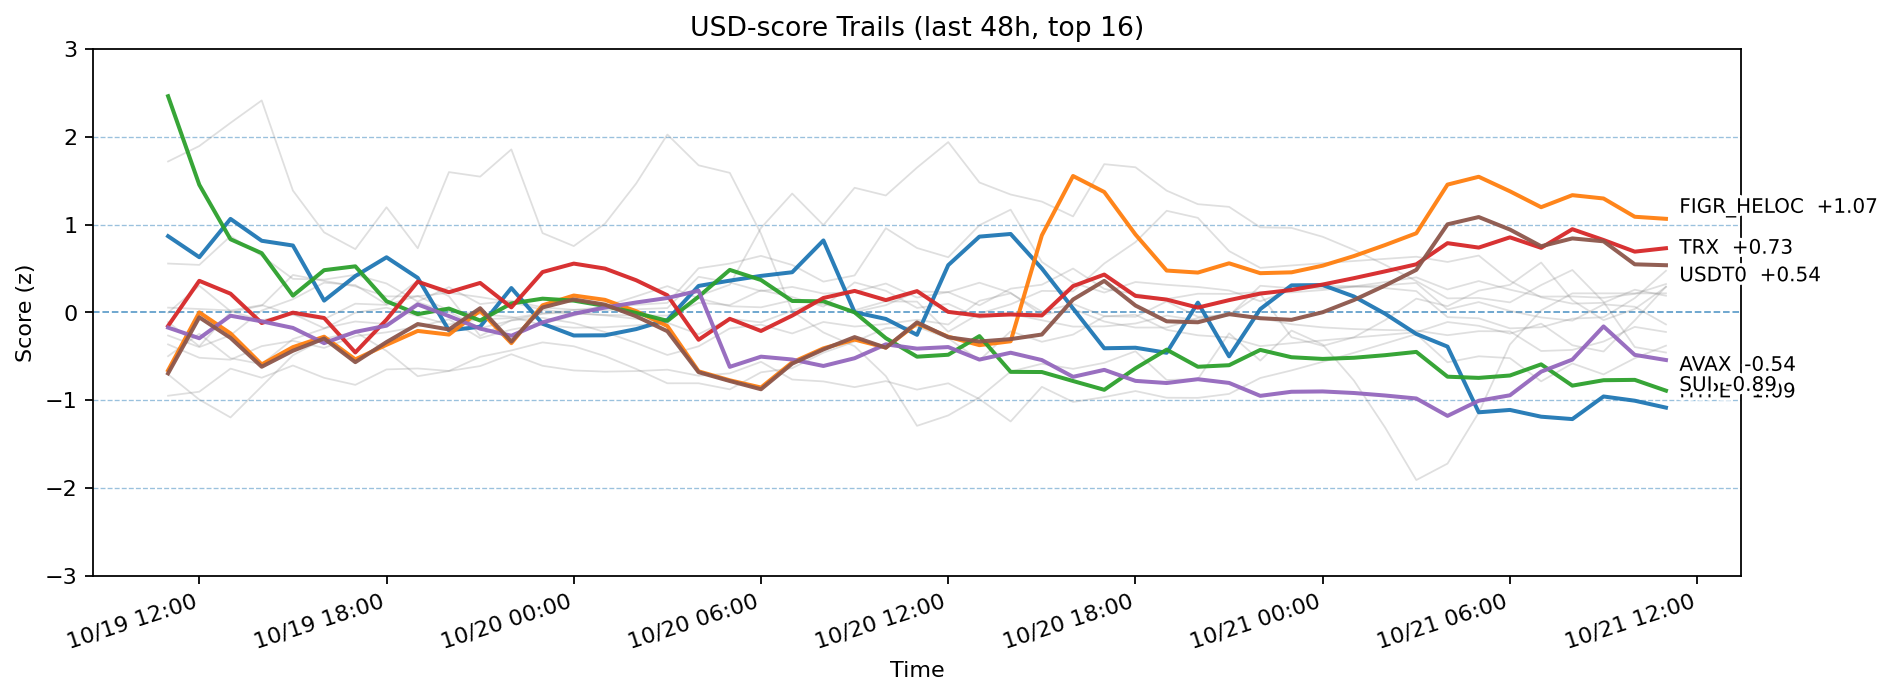 USD-score Trails (last 48h, top 16)
Score (z)
3
2
1
0
−1
−2
−3
FIGR_HELOC +1.07
TRX +0.73
USDT0 +0.54
AVAX -0.54
SUI -0.89
10/19 12:00
10/19 18:00
10/20 00:00
10/20 06:00
10/20 12:00
10/20 18:00
10/21 00:00
10/21 06:00
10/21 12:00
Time